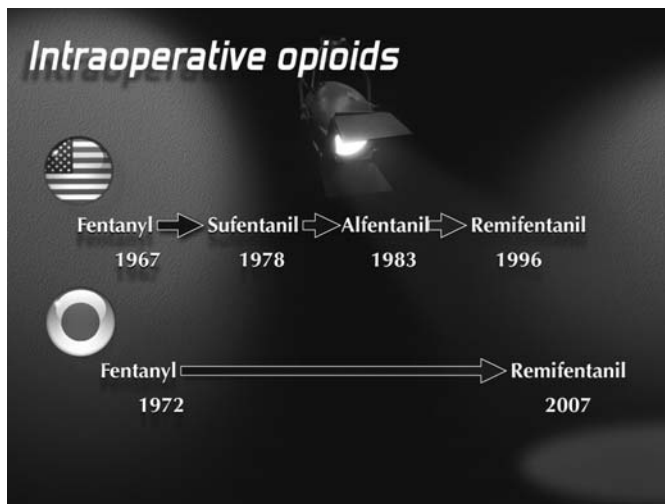 Intraoperative opioids
Fentanyl Sufentanil Alfentanil Remifentanil
1967 1978 1983 1996
Fentanyl Remifentanil
1972 2007